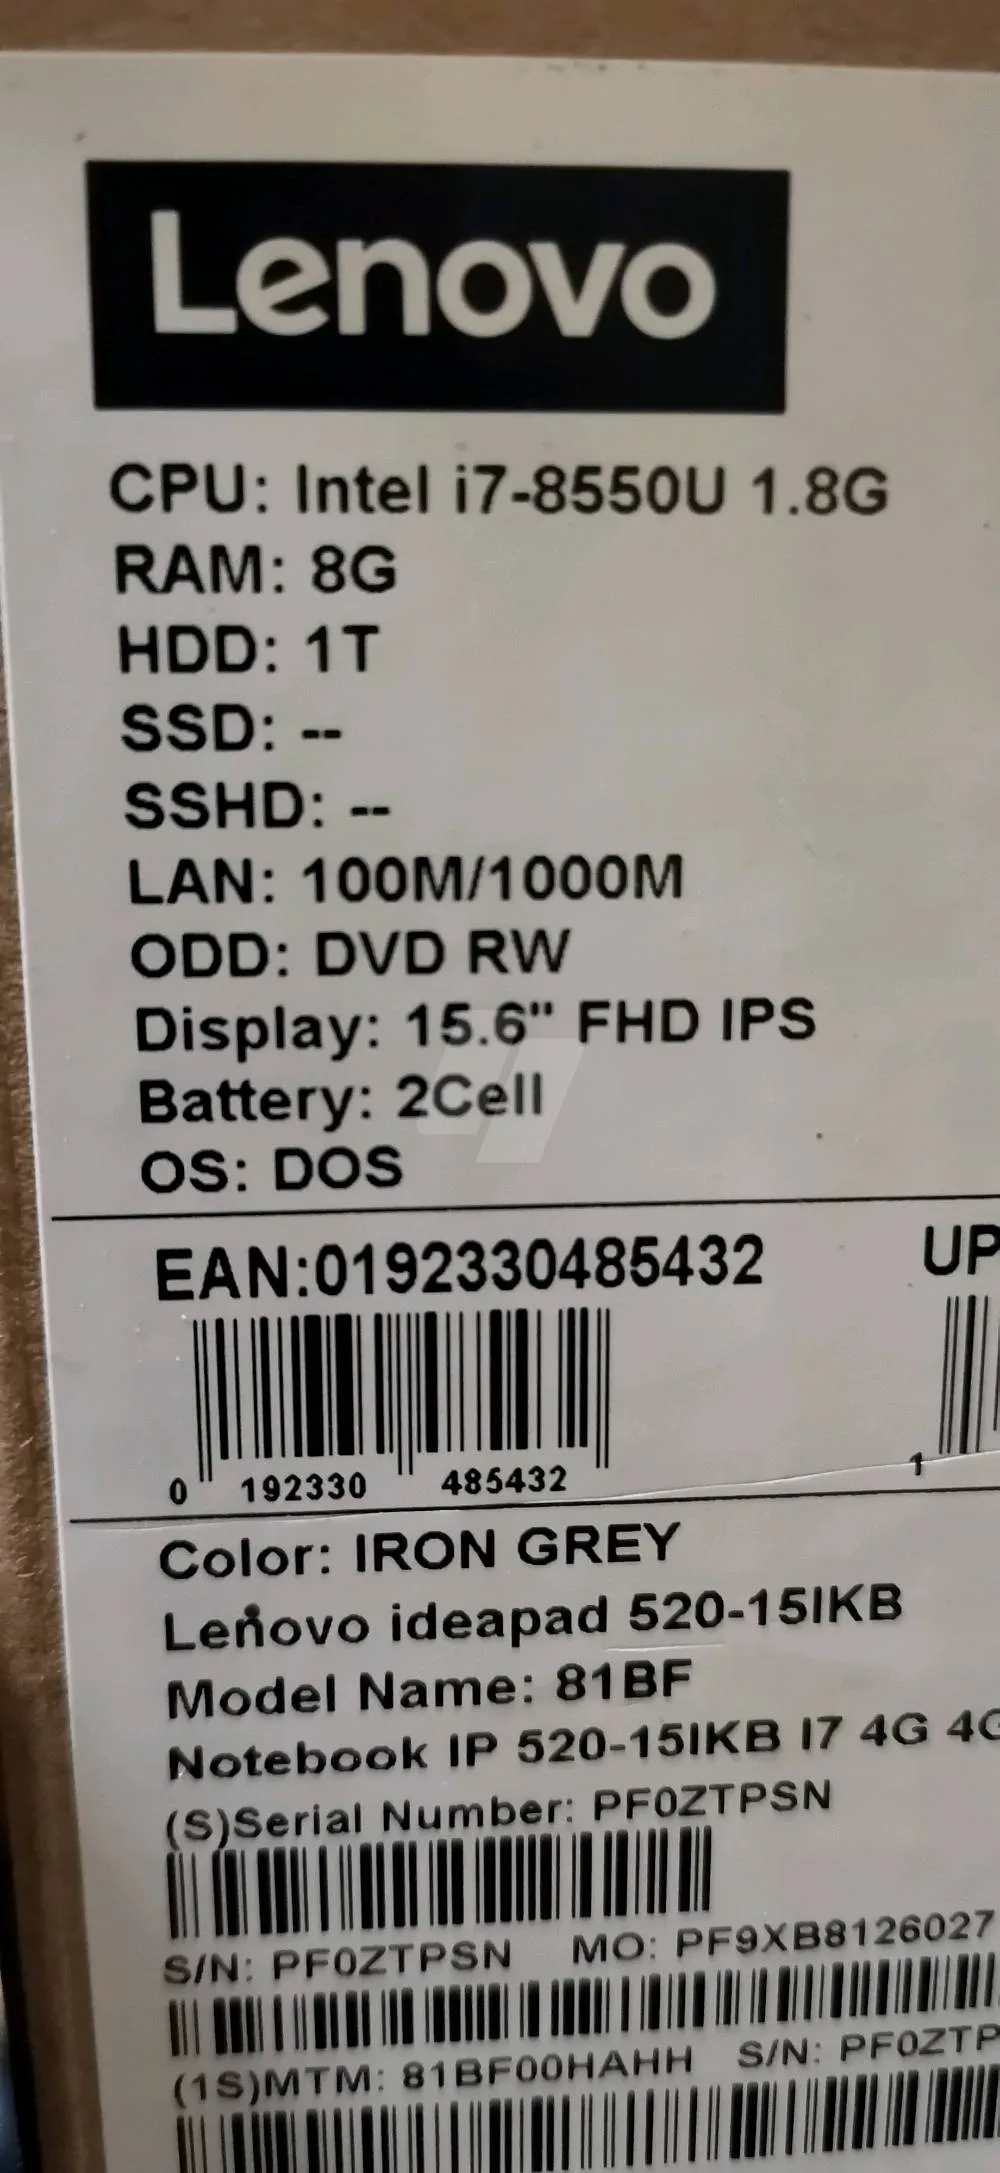 Lenovo
CPU: Intel i7-8550U 1.8G
RAM: 8G
HDD: 1T
SSD: --
SSHD: --
LAN: 100M/1000M
ODD: DVD RW
Display: 15.6" FHD IPS
Battery: 2Cell
OS: DOS
EAN:0192330485432 UP
0 192330 485432 1
Color: IRON GREY
Lenovo ideapad 520-15IKB
Model Name: 81BF
Notebook IP 520-15IKB I7 4G 4G
(S)Serial Number: PF0ZTPSN
S/N: PF0ZTPSN MO: PF9XB8126027
(1S)MTM: 81BF00HAHH S/N: PF0ZTP